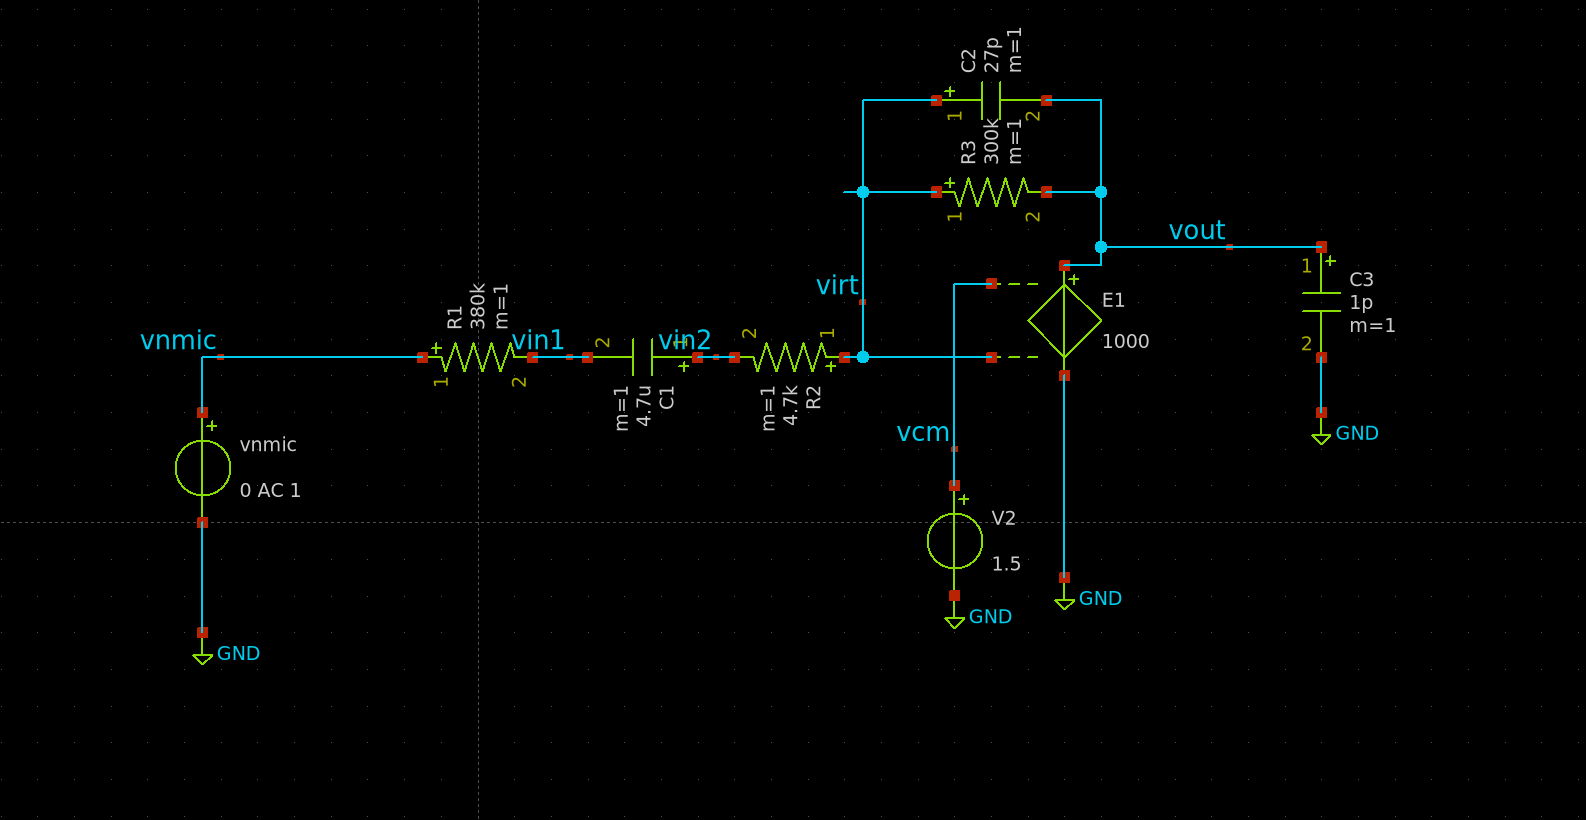 C2
27p
m=1
+
1
2
R3
300k
m=1
+
1
2
vout
1
+
C3
1p
m=1
2
GND
virt
+
E1
1000
vnmic
R1
380k
m=1
+
1
2
vin1
2
vin2
1
+
m=1
4.7u
C1
2
1
+
m=1
4.7k
R2
vcm
+
V2
1.5
GND
GND
+
vnmic
0 AC 1
GND